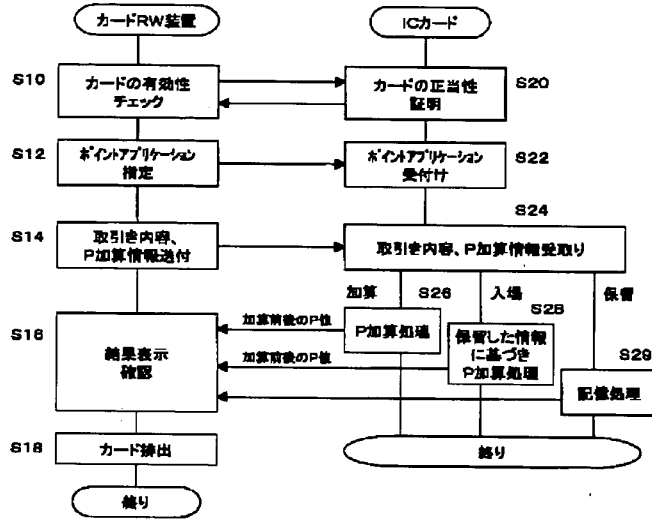 カードRW装置
ICカード
S10
カードの有効性
チェック
カードの正当性
証明
S20
S12
ポイントアプリケーション
指定
ポイントアプリケーション
受付け
S22
S24
S14
取引き内容、
P加算情報送付
取引き内容、P加算情報受取り
加算
S26
入場
S28
保留
S16
結果表示
確認
加算前後のP値
P加算処理
加算前後のP値
保留した情報
に基づき
P加算処理
S29
記憶処理
S18
カード排出
終り
終り